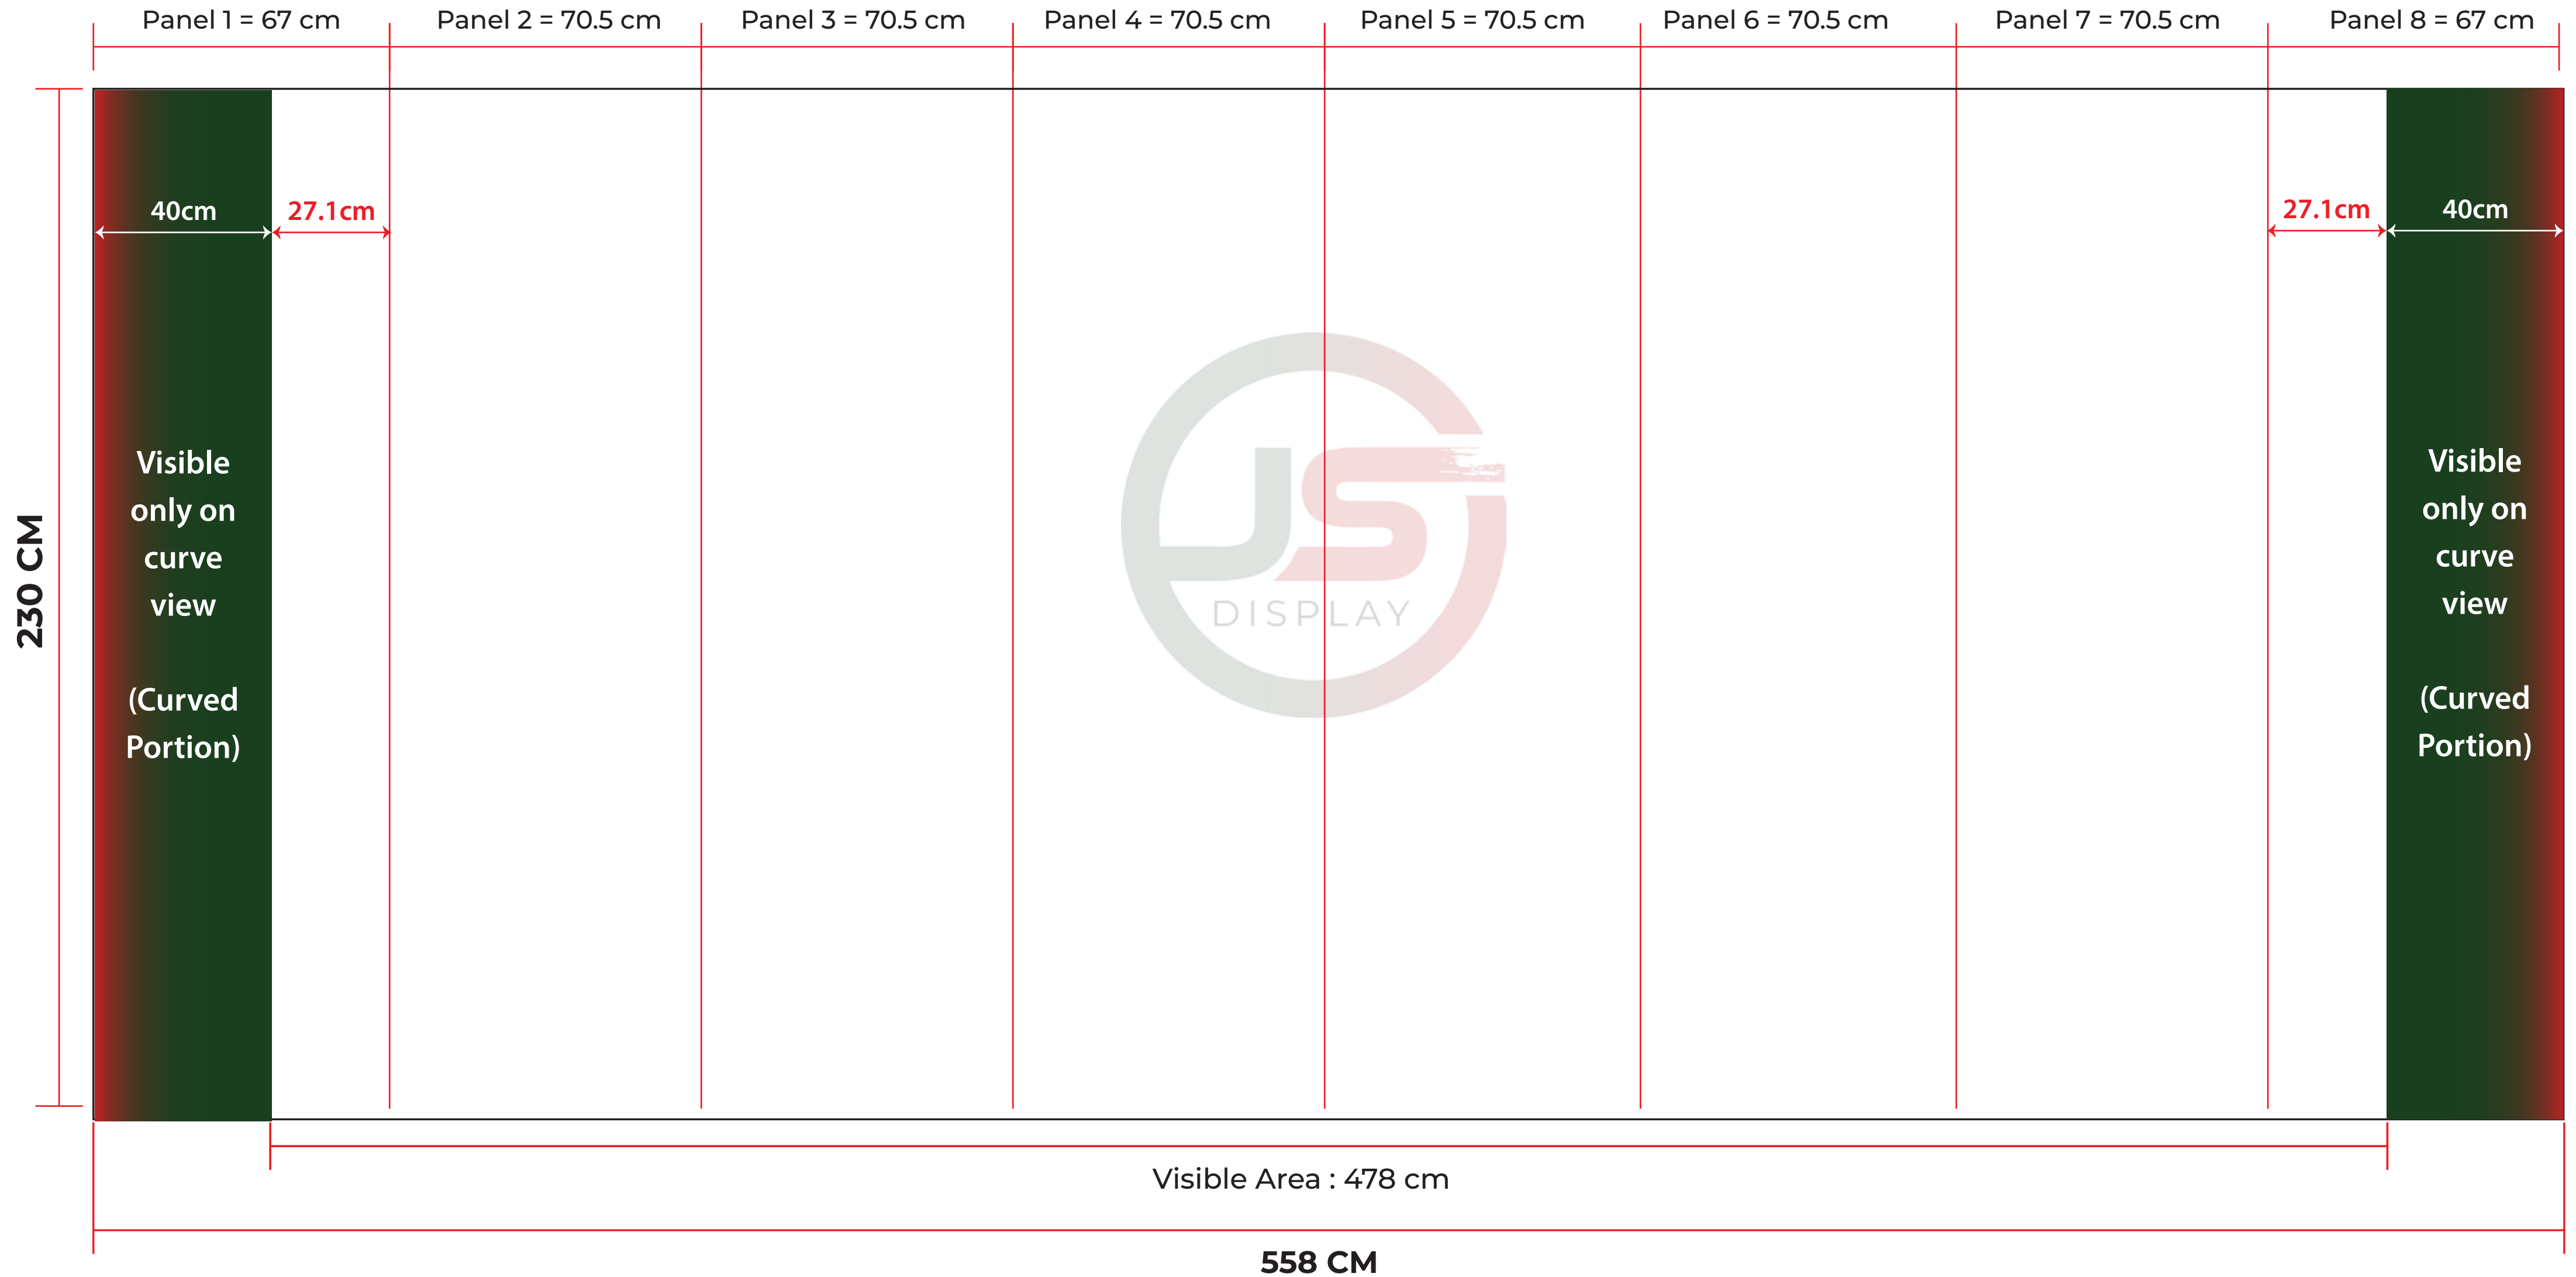 Panel 1 = 67 cm
Panel 2 = 70.5 cm
Panel 3 = 70.5 cm
Panel 4 = 70.5 cm
Panel 5 = 70.5 cm
Panel 6 = 70.5 cm
Panel 7 = 70.5 cm
Panel 8 = 67 cm
40cm
27.1cm
27.1cm
40cm
230 CM
Visible
only on
curve
view
(Curved
Portion)
JS
DISPLAY
Visible
only on
curve
view
(Curved
Portion)
Visible Area : 478 cm
558 CM